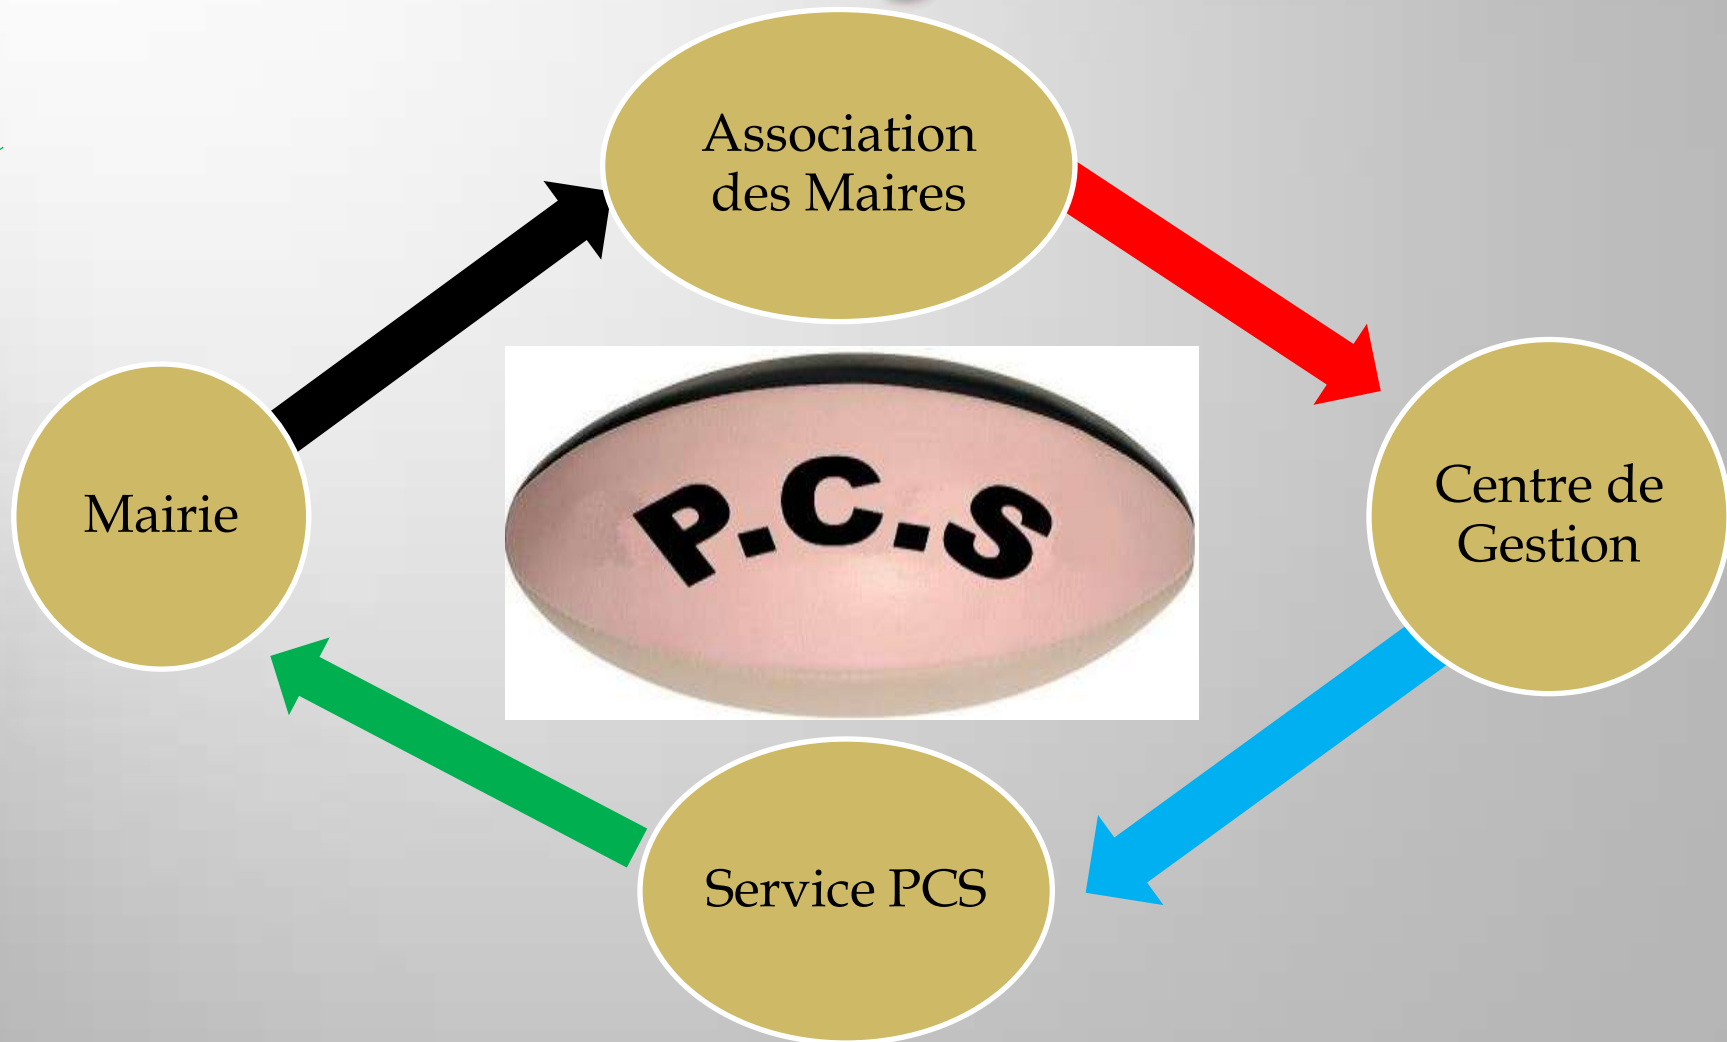 Association
des Maires
Mairie
P.C.S
Centre de
Gestion
Service PCS